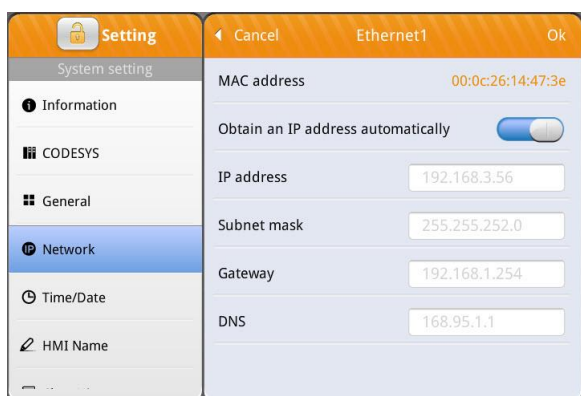 Setting
System setting
Information
CODESYS
General
Network
Time/Date
HMI Name
Cancel Ethernet1 Ok
MAC address 00:0c:26:14:47:3e
Obtain an IP address automatically
IP address 192.168.3.56
Subnet mask 255.255.252.0
Gateway 192.168.1.254
DNS 168.95.1.1